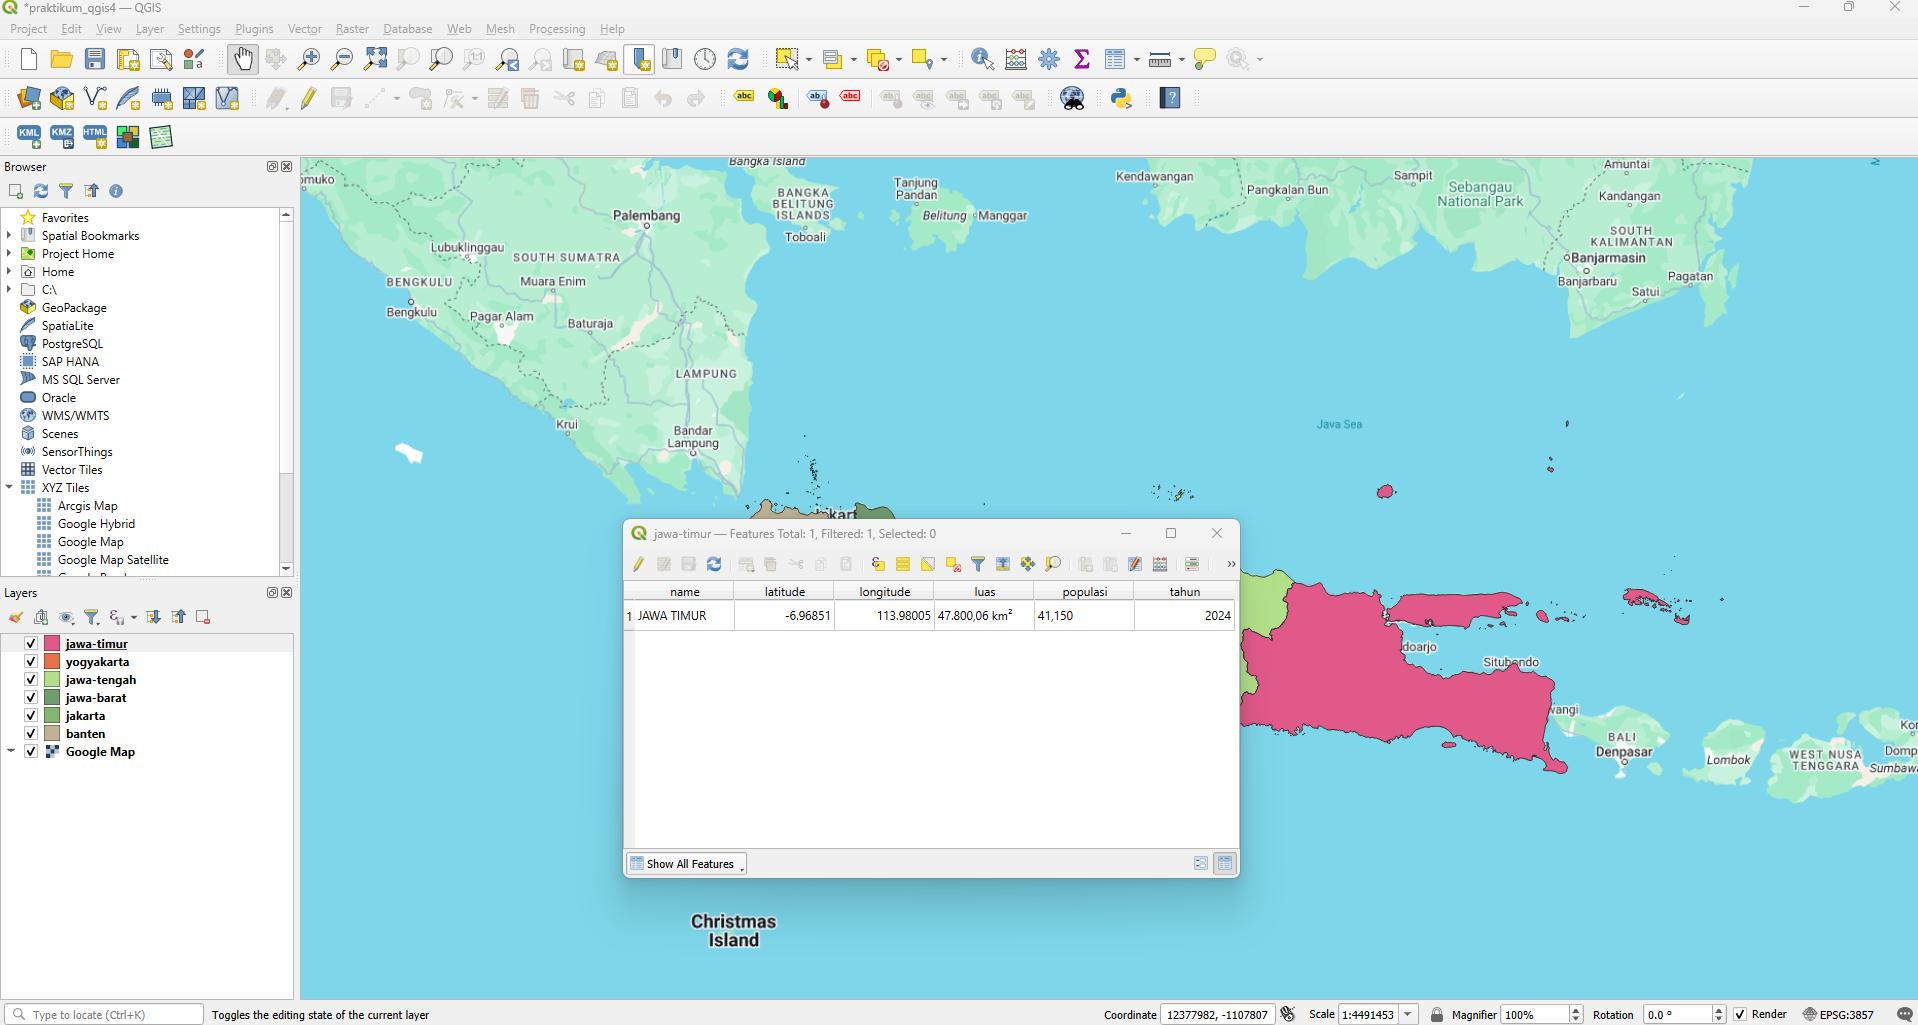 *praktikum_qgis4 — QGIS
Project Edit View Layer Settings Plugins Vector Raster Database Web Mesh Processing Help
KML KMZ HTML
Browser
Favorites
Spatial Bookmarks
Project Home
Home
C:\
GeoPackage
SpatiaLite
PostgreSQL
SAP HANA
MS SQL Server
Oracle
WMS/WMTS
Scenes
SensorThings
Vector Tiles
XYZ Tiles
Arcgis Map
Google Hybrid
Google Map
Google Map Satellite
Layers
jawa-timur
yogyakarta
jawa-tengah
jawa-barat
jakarta
banten
Google Map
Bangka Island
BANGKA
BELITUNG
ISLANDS
Toboali
Tanjung
Pandan
Belitung
Manggar
Palembang
Lubuklinggau
SOUTH SUMATRA
BENGKULU
Muara Enim
Bengkulu
Pagar Alam
Baturaja
LAMPUNG
Krui
Bandar
Lampung
Kendawangan
Pangkalan Bun
Sampit
Sebangau
National Park
Amuntai
Kandangan
SOUTH
KALIMANTAN
Banjarmasin
Banjarbaru
Pagatan
Satui
Java Sea
jawa-timur — Features Total: 1, Filtered: 1, Selected: 0
name latitude longitude luas populasi tahun
1 JAWA TIMUR -6.96851 113.98005 47.800,06 km² 41,150 2024
Show All Features
doarjo
Situbondo
wangi
BALI
Denpasar
Lombok
WEST NUSA
TENGGARA
Kor
Domp
Sumbaw
Christmas
Island
Type to locate (Ctrl+K)
Toggles the editing state of the current layer
Coordinate 12377982, -1107807 Scale 1:4491453 Magnifier 100% Rotation 0.0 ° Render EPSG:3857